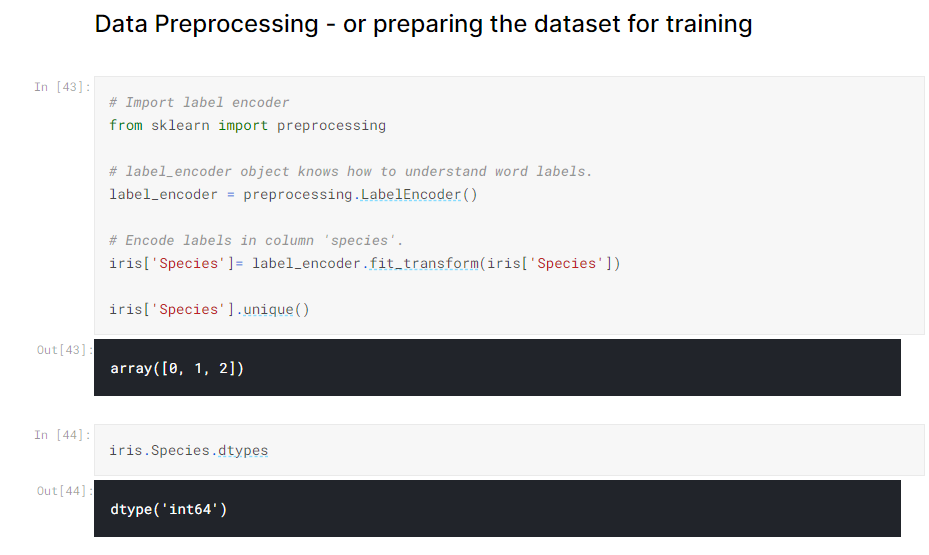 Data Preprocessing - or preparing the dataset for training
In [43]:
# Import label encoder
from sklearn import preprocessing
# label_encoder object knows how to understand word labels.
label_encoder = preprocessing.LabelEncoder()
# Encode labels in column 'species'.
iris['Species']= label_encoder.fit_transform(iris['Species'])
iris['Species'].unique()
Out[43]:
array([0, 1, 2])
In [44]:
iris.Species.dtypes
Out[44]:
dtype('int64')